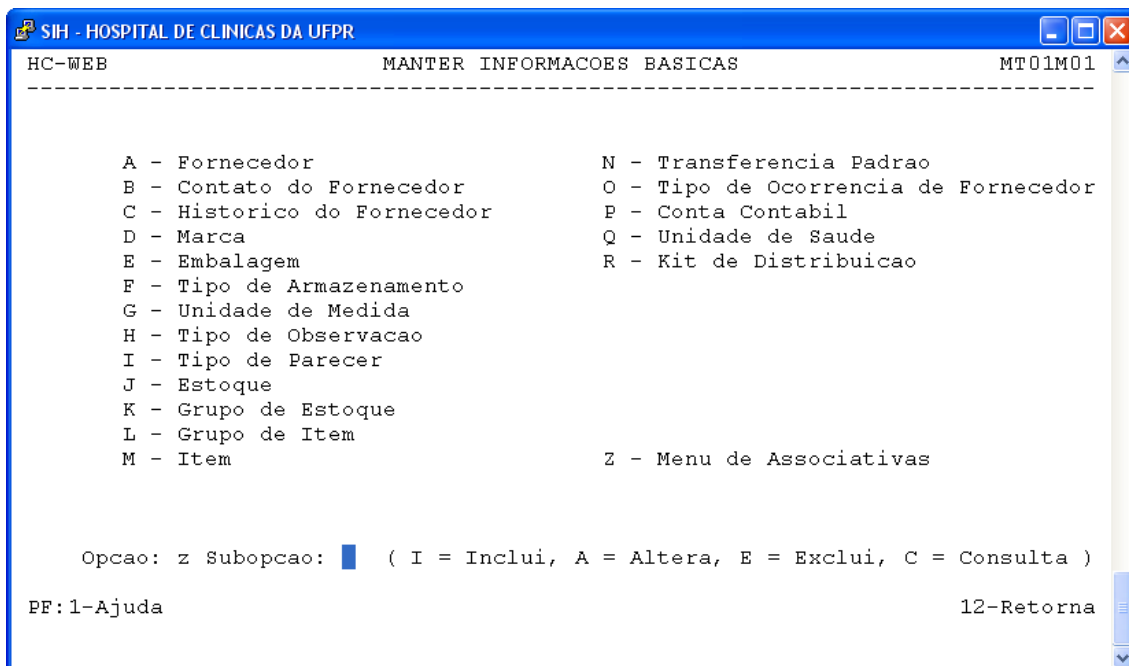 SIH - HOSPITAL DE CLINICAS DA UFPR
HC-WEB MANTER INFORMACOES BASICAS MT01M01
--------------------------------------------------------------------------------
A - Fornecedor N - Transferencia Padrao
B - Contato do Fornecedor O - Tipo de Ocorrencia de Fornecedor
C - Historico do Fornecedor P - Conta Contabil
D - Marca Q - Unidade de Saude
E - Embalagem R - Kit de Distribuicao
F - Tipo de Armazenamento
G - Unidade de Medida
H - Tipo de Observacao
I - Tipo de Parecer
J - Estoque
K - Grupo de Estoque
L - Grupo de Item
M - Item Z - Menu de Associativas
Opcao: z Subopcao: ( I = Inclui, A = Altera, E = Exclui, C = Consulta )
PF:1-Ajuda 12-Retorna